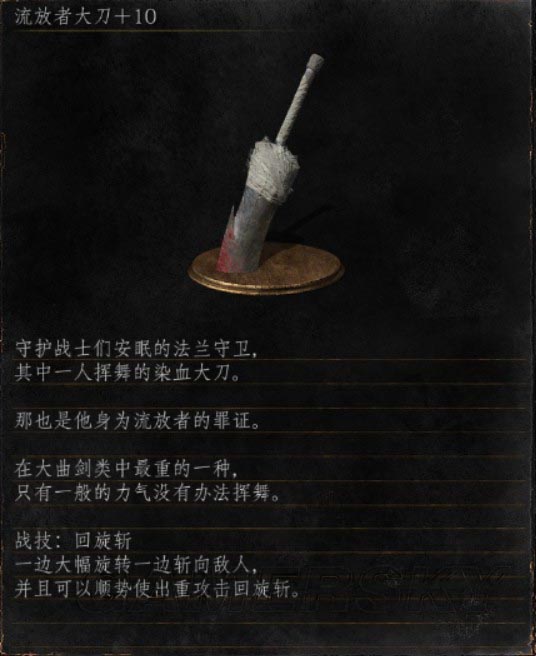 流放者大刀+10
守护战士们安眠的法兰守卫，
其中一人挥舞的染血大刀。
那也是他身为流放者的罪证。
在大曲剑类中最重的一种，
只有一般的力气没有办法挥舞。
战技：回旋斩
一边大幅旋转一边斩向敌人，
并且可以顺势使出重攻击回旋斩。